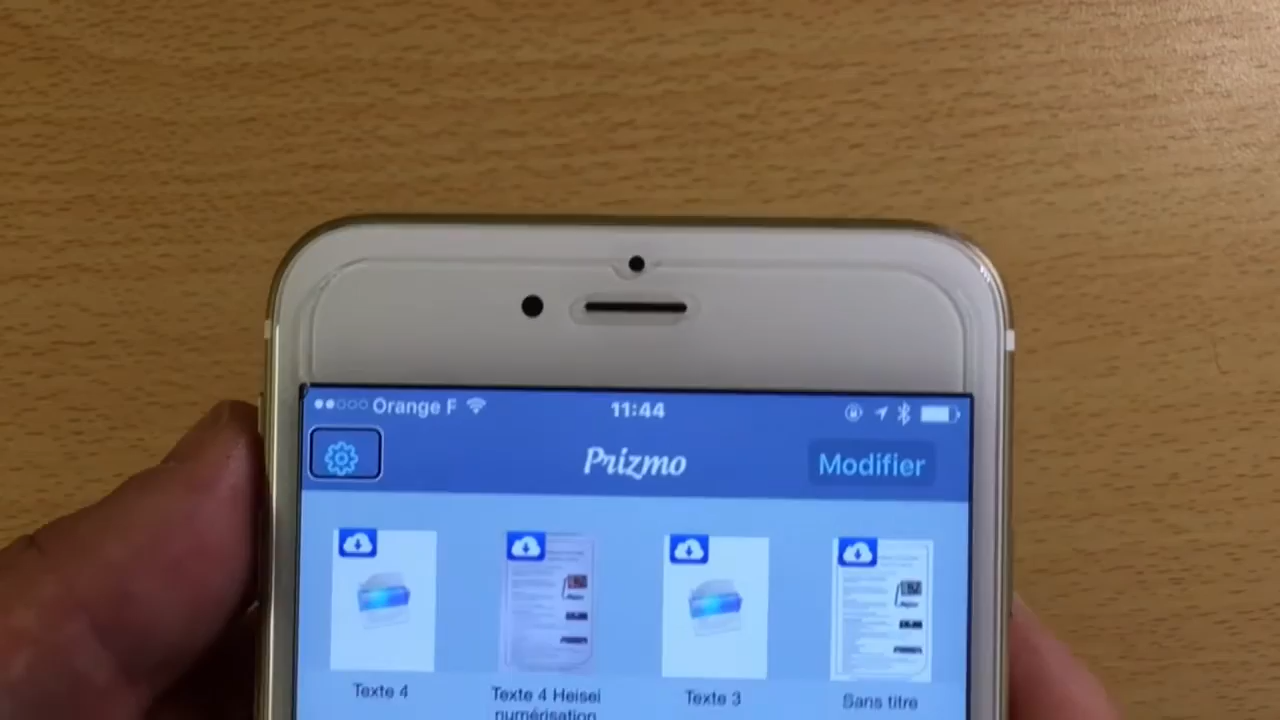 Orange F
11:44
Prizmo
Modifier
Texte 4
Texte 4 Heisei
numérisation
Texte 3
Sans titre